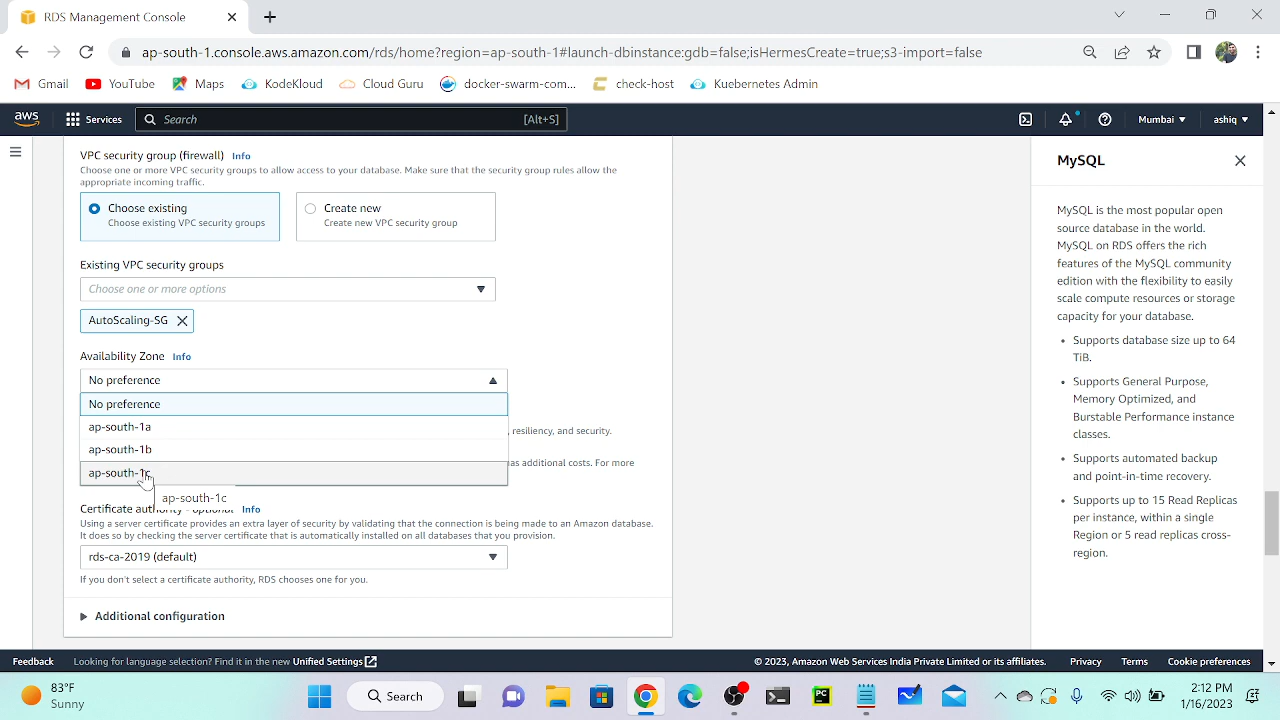 RDS Management Console
ap-south-1.console.aws.amazon.com/rds/home?region=ap-south-1#launch-dbinstance:gdb=false;isHermesCreate=true;s3-import=false
Gmail YouTube Maps KodeKloud Cloud Guru docker-swarm-com... check-host Kubernetes Admin
aws Services Search [Alt+S] Mumbai ashiq
VPC security group (firewall) Info
Choose one or more VPC security groups to allow access to your database. Make sure that the security group rules allow the
appropriate incoming traffic.
Choose existing
Choose existing VPC security groups
Create new
Create new VPC security group
Existing VPC security groups
Choose one or more options
AutoScaling-SG
Availability Zone Info
No preference
No preference
ap-south-1a
, resiliency, and security.
ap-south-1b
as additional costs. For more
ap-south-1c
ap-south-1c
Certificate authority - optional Info
Using a server certificate provides an extra layer of security by validating that the connection is being made to an Amazon database.
It does so by checking the server certificate that is automatically installed on all databases that you provision.
rds-ca-2019 (default)
If you don't select a certificate authority, RDS chooses one for you.
Additional configuration
MySQL
MySQL is the most popular open
source database in the world.
MySQL on RDS offers the rich
features of the MySQL community
edition with the flexibility to easily
scale compute resources or storage
capacity for your database.
• Supports database size up to 64
TiB.
• Supports General Purpose,
Memory Optimized, and
Burstable Performance instance
classes.
• Supports automated backup
and point-in-time recovery.
• Supports up to 15 Read Replicas
per instance, within a single
Region or 5 read replicas cross-
region.
Feedback Looking for language selection? Find it in the new Unified Settings © 2023, Amazon Web Services India Private Limited or its affiliates. Privacy Terms Cookie preferences
83°F
Sunny
Search
PC
2:12 PM
1/16/2023